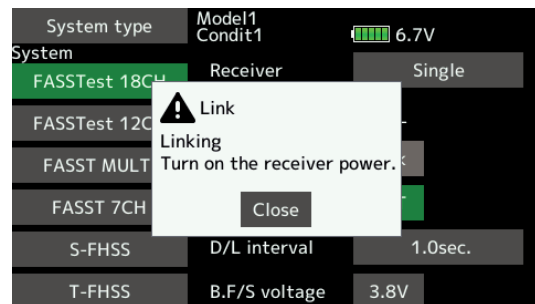 System type
Model1
Condit1
6.7V
System
FASSTest 18CH
Receiver
Single
FASSTest 12C
FASST MULT
FASST 7CH
S-FHSS
T-FHSS
Link
Linking
Turn on the receiver power.
Close
D/L interval
1.0sec.
B.F/S voltage
3.8V